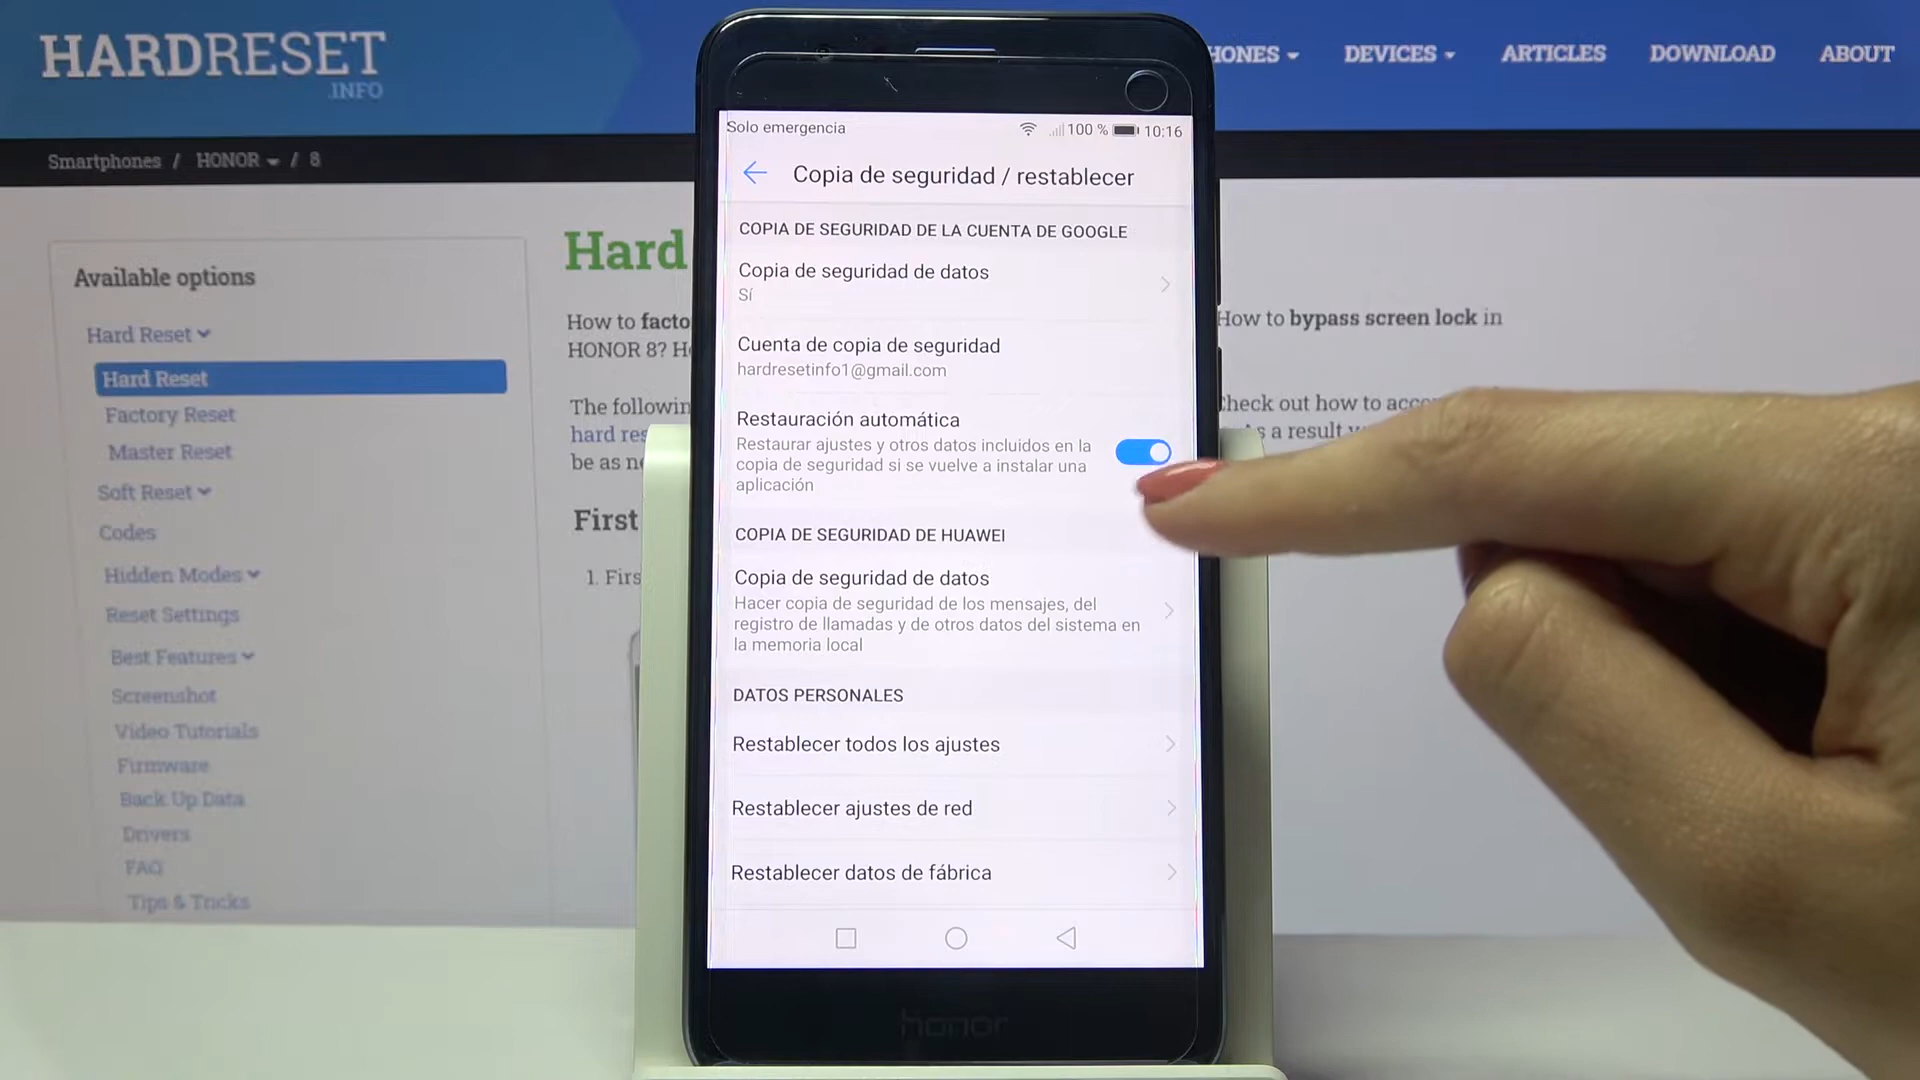 HARDRESET
.INFO
HONES
DEVICES
ARTICLES
DOWNLOAD
ABOUT
Smartphones / HONOR / 8
Available options
Hard Reset
Hard Reset
Factory Reset
Master Reset
Soft Reset
Codes
Hidden Modes
Reset Settings
Best Features
Screenshot
Video Tutorials
Firmware
Back Up Data
Drivers
FAQ
Tips & Tricks
Hard
How to facto
HONOR 8? H
The followin
hard res
be as n
First
1. Firs
Solo emergencia
100 %
10:16
Copia de seguridad / restablecer
COPIA DE SEGURIDAD DE LA CUENTA DE GOOGLE
Copia de seguridad de datos
Sí
Cuenta de copia de seguridad
hardresetinfo1@gmail.com
Restauración automática
Restaurar ajustes y otros datos incluidos en la
copia de seguridad si se vuelve a instalar una
aplicación
COPIA DE SEGURIDAD DE HUAWEI
Copia de seguridad de datos
Hacer copia de seguridad de los mensajes, del
registro de llamadas y de otros datos del sistema en
la memoria local
DATOS PERSONALES
Restablecer todos los ajustes
Restablecer ajustes de red
Restablecer datos de fábrica
honor
How to bypass screen lock in
Check out how to acce
As a result